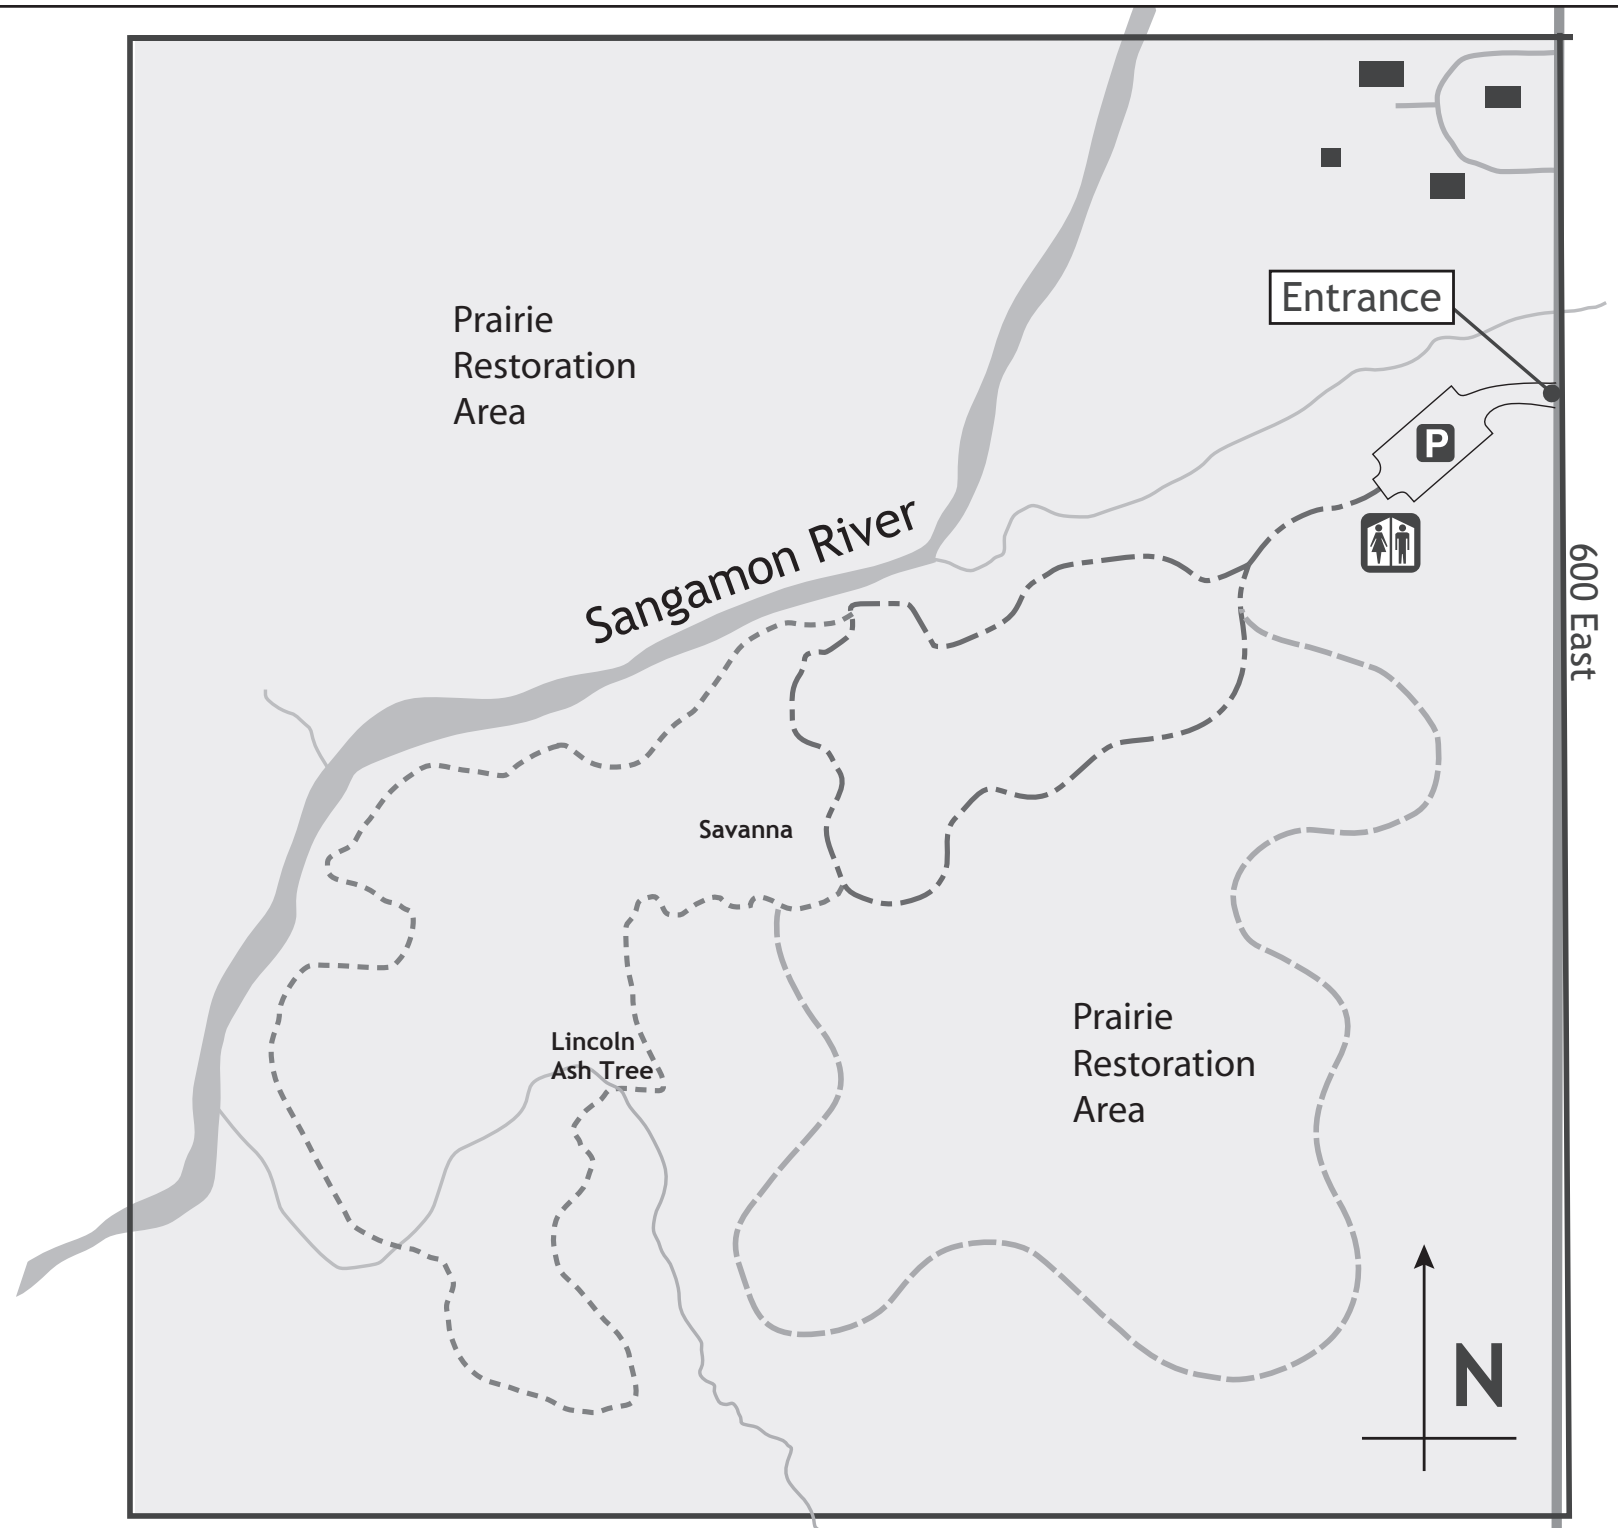 Prairie
Restoration
Area
Entrance
P
Sangamon River
600 East
Savanna
Lincoln
Ash Tree
Prairie
Restoration
Area
N